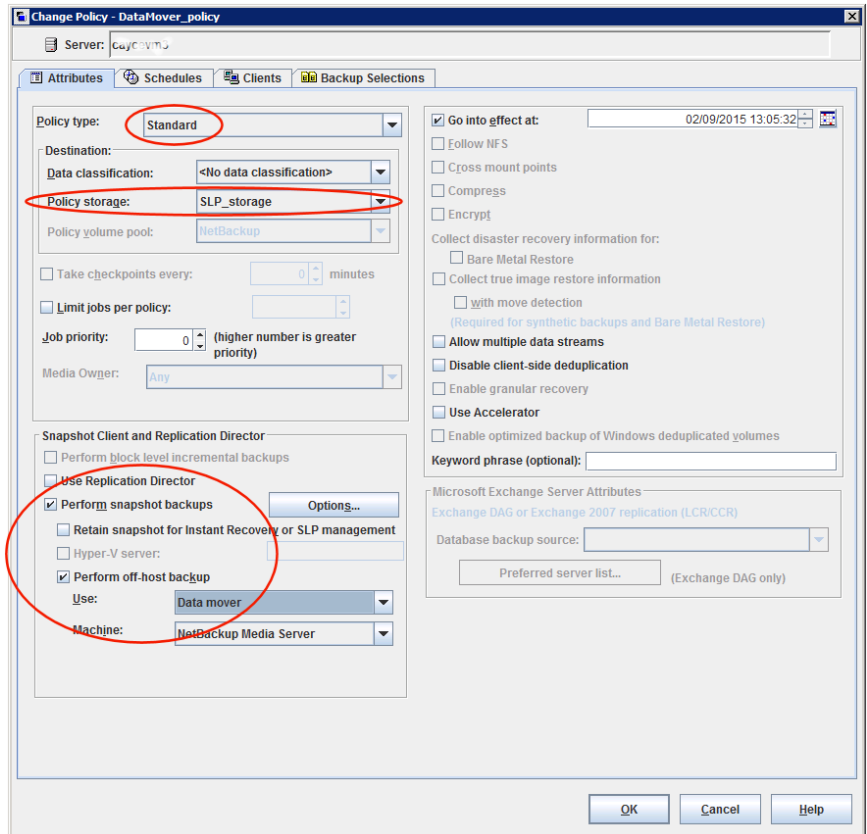 Change Policy - DataMover_policy
Server:
Attributes
Schedules
Clients
Backup Selections
Policy type:
Standard
Destination:
Data classification:
<No data classification>
Policy storage:
SLP_storage
Policy volume pool:
NetBackup
Take checkpoints every:
0
minutes
Limit jobs per policy:
Job priority:
0
(higher number is greater
priority)
Media Owner:
Any
Snapshot Client and Replication Director
Perform block level incremental backups
Use Replication Director
Perform snapshot backups
Options...
Retain snapshot for Instant Recovery or SLP management
Hyper-V server:
Perform off-host backup
Use:
Data mover
Machine:
NetBackup Media Server
Go into effect at:
02/09/2015 13:05:32
Follow NFS
Cross mount points
Compress
Encrypt
Collect disaster recovery information for:
Bare Metal Restore
Collect true image restore information
with move detection
(Required for synthetic backups and Bare Metal Restore)
Allow multiple data streams
Disable client-side deduplication
Enable granular recovery
Use Accelerator
Enable optimized backup of Windows deduplicated volumes
Keyword phrase (optional):
Microsoft Exchange Server Attributes
Exchange DAG or Exchange 2007 replication (LCR/CCR)
Database backup source:
Preferred server list...
(Exchange DAG only)
OK
Cancel
Help